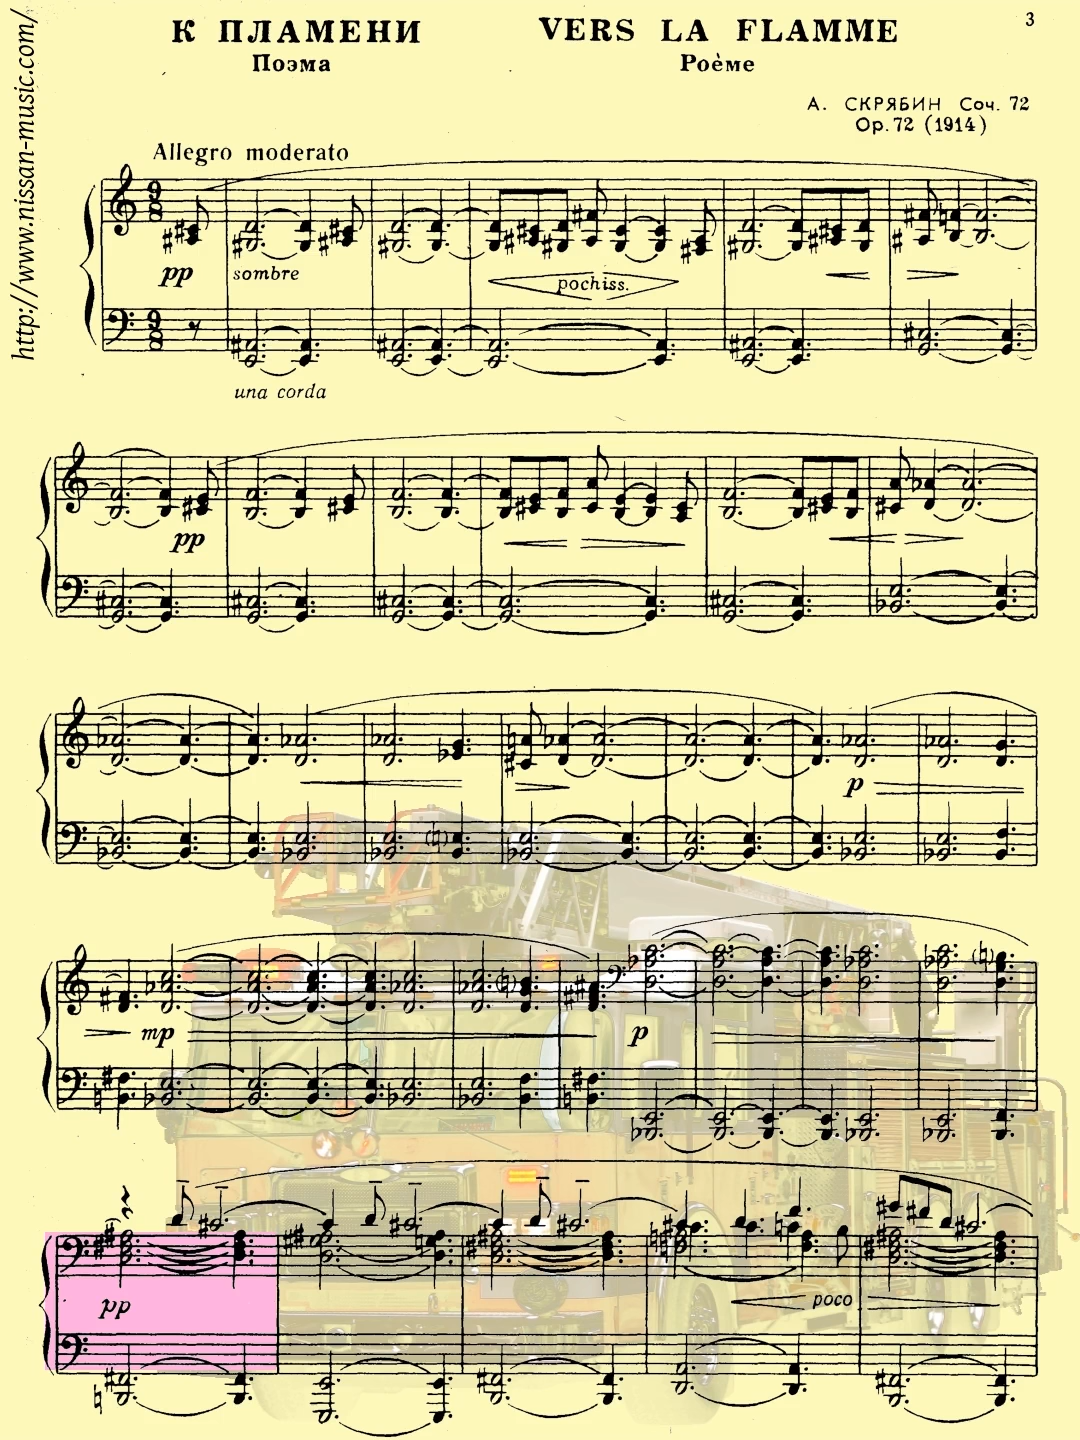 http://www.nissan-music.com/
3
К ПЛАМЕНИ
Поэма
VERS LA FLAMME
Poème
А. СКРЯБИН Соч. 72
Op. 72 (1914)
Allegro moderato
pp
sombre
pochiss.
una corda
pp
p
mp
p
pp
poco